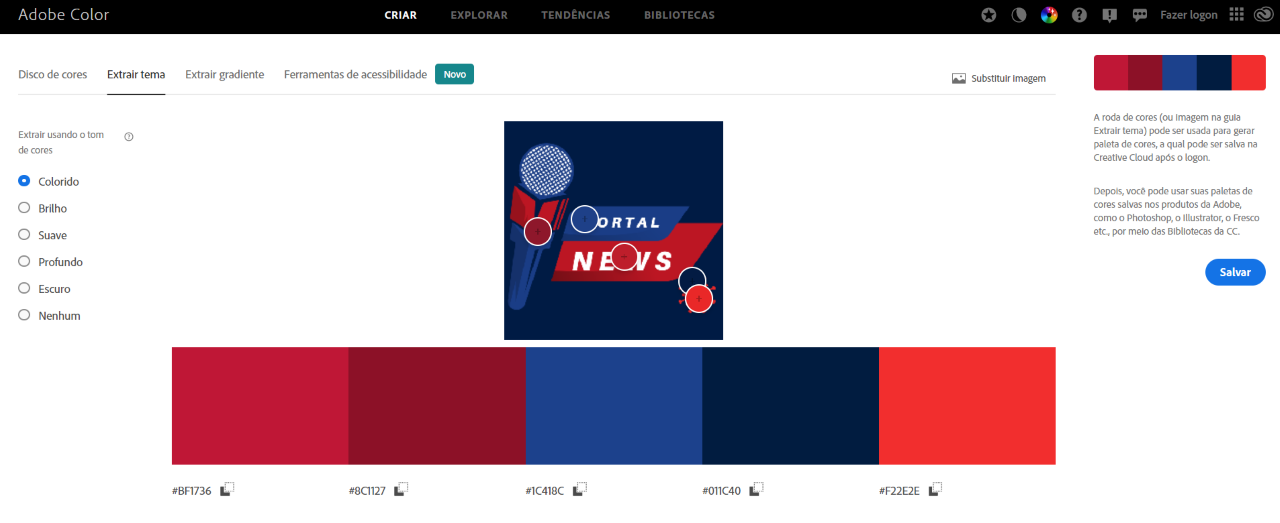 Adobe Color
CRIAR
EXPLORAR
TENDÊNCIAS
BIBLIOTECAS
Fazer logon
Disco de cores
Extrair tema
Extrair gradiente
Ferramentas de acessibilidade
Novo
Substituir imagem
Extrair usando o tom
de cores
Colorido
Brilho
Suave
Profundo
Escuro
Nenhum
ORTAL
NEWS
A roda de cores (ou imagem na guia
Extrair tema) pode ser usada para gerar
paleta de cores, a qual pode ser salva na
Creative Cloud após o logon.
Depois, você pode usar suas paletas de
cores salvas nos produtos da Adobe,
como o Photoshop, o Illustrator, o Fresco
etc., por meio das Bibliotecas da CC.
Salvar
#BF1736
#8C1127
#1C418C
#011C40
#F22E2E